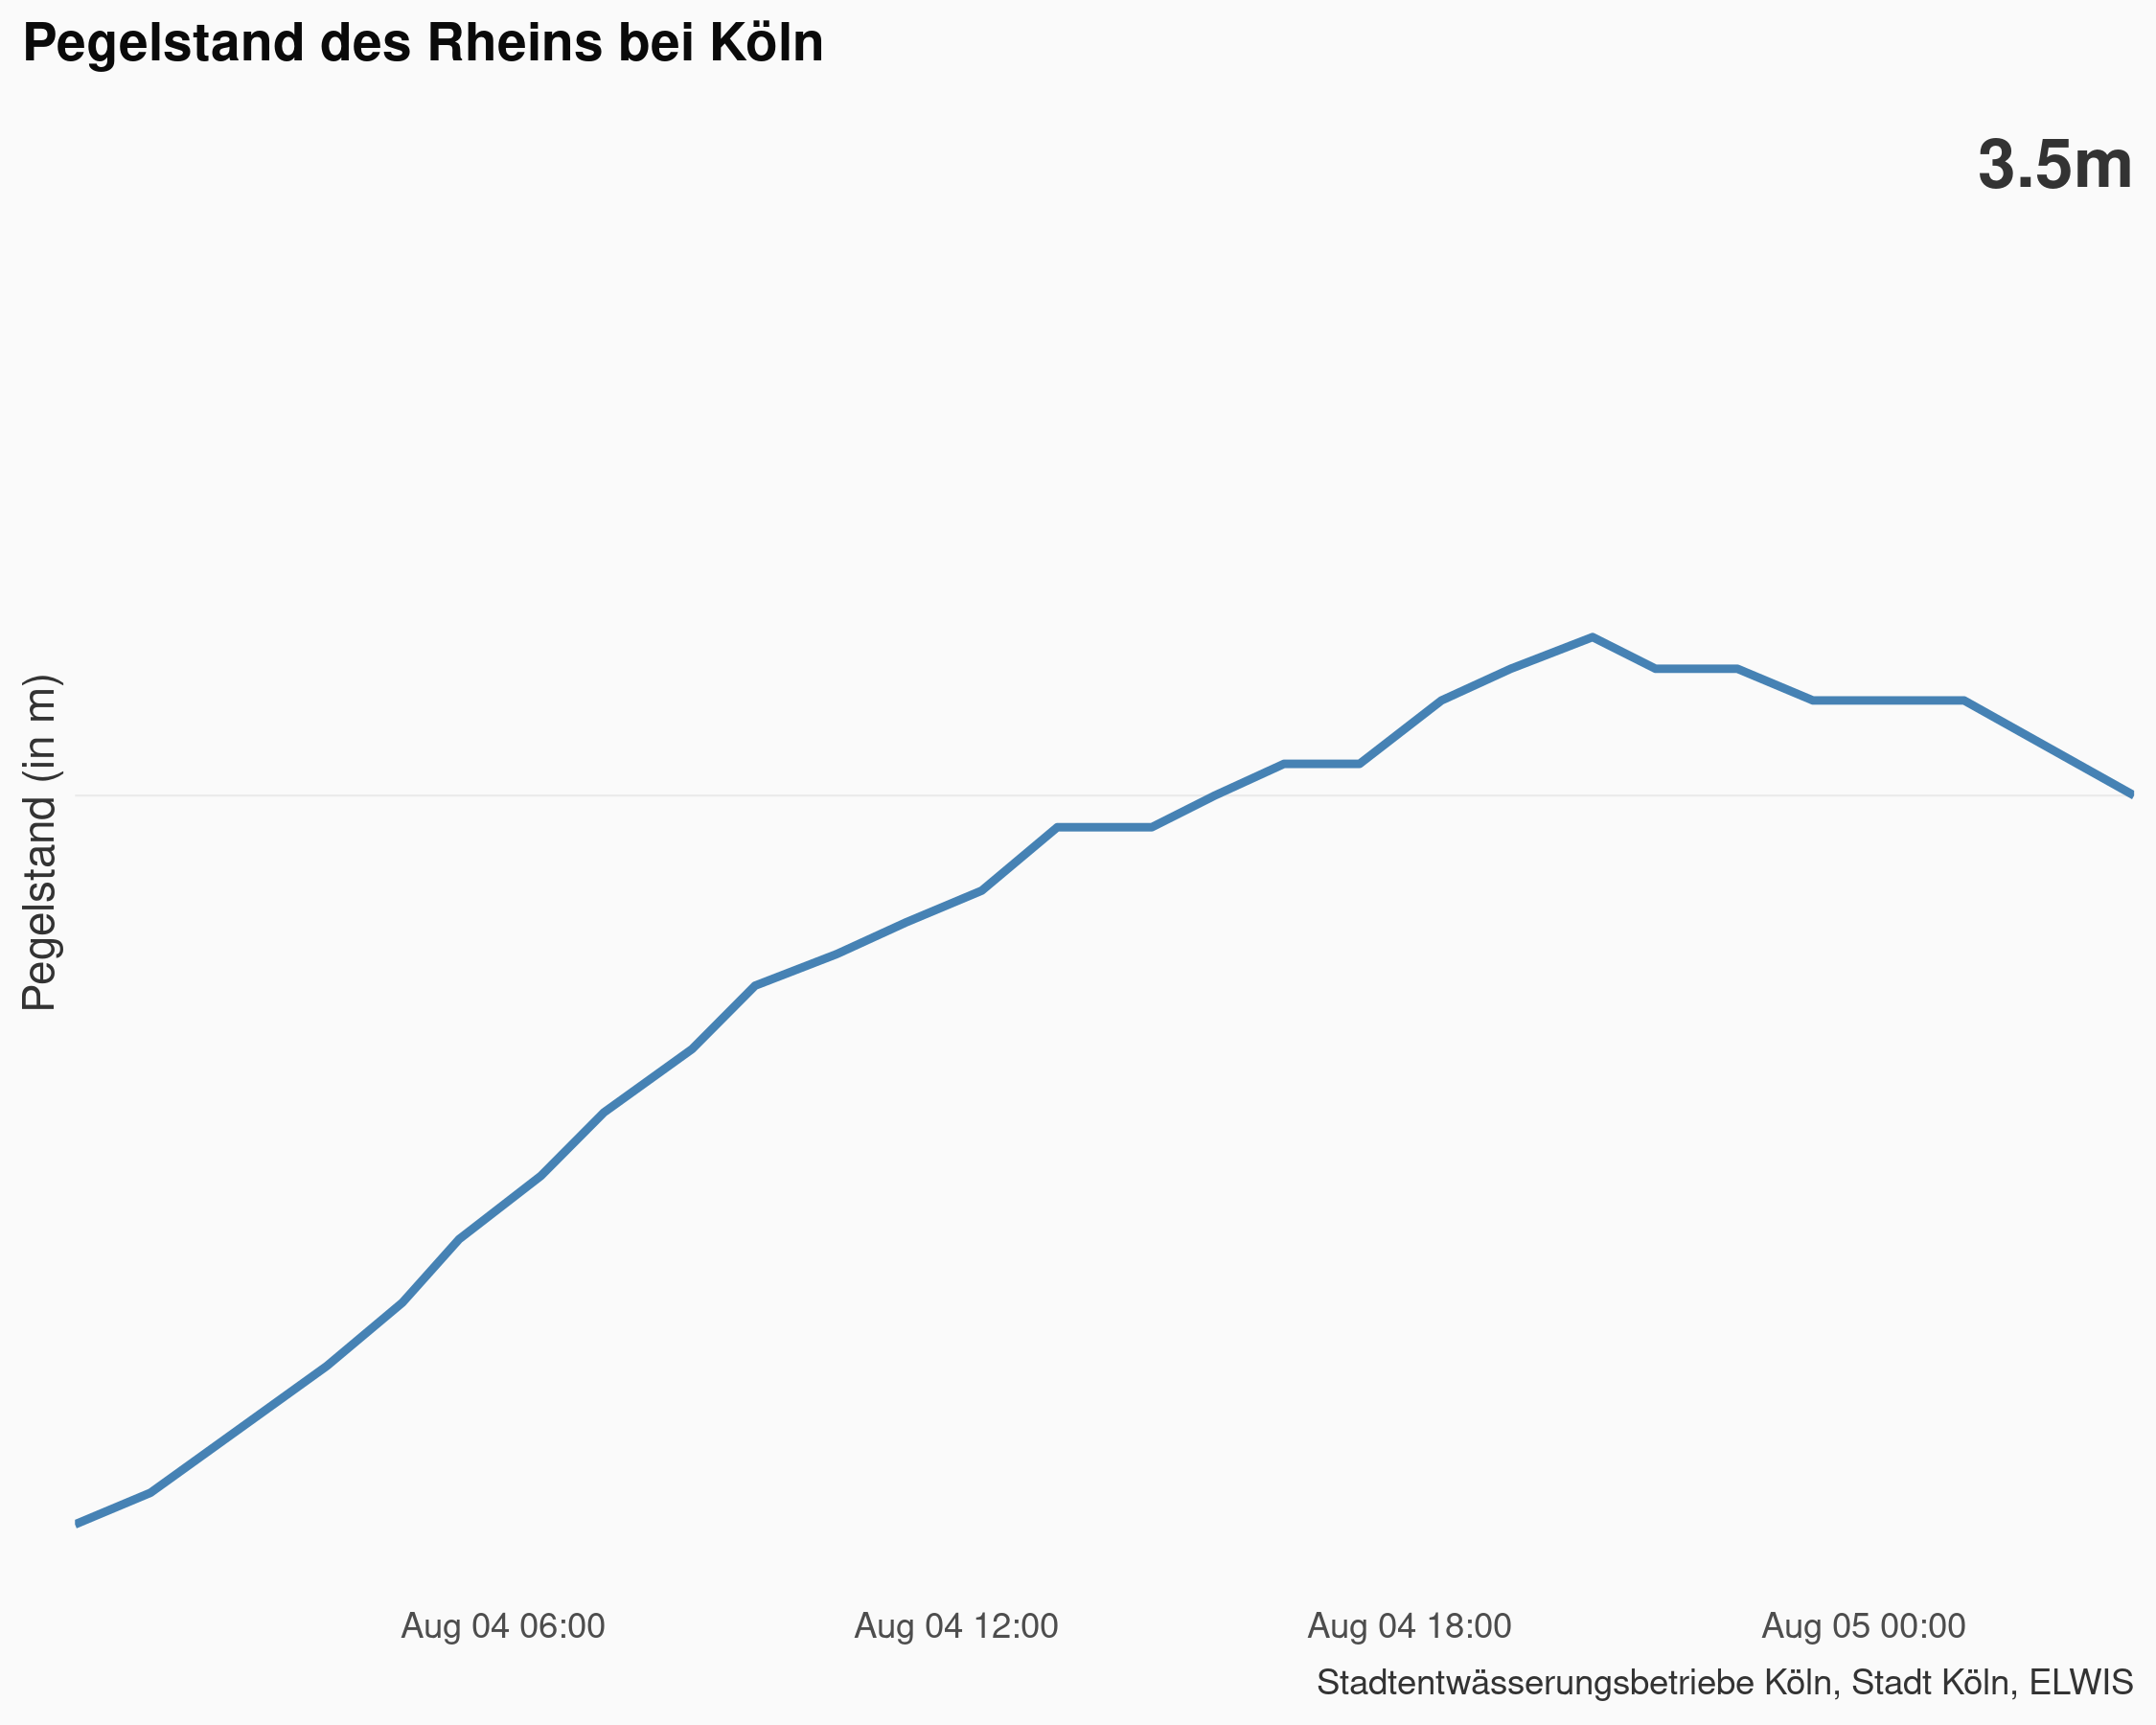 Pegelstand des Rheins bei Köln
3.5m
Pegelstand (in m)
Aug 04 06:00
Aug 04 12:00
Aug 04 18:00
Aug 05 00:00
Stadtentwässerungsbetriebe Köln, Stadt Köln, ELWIS